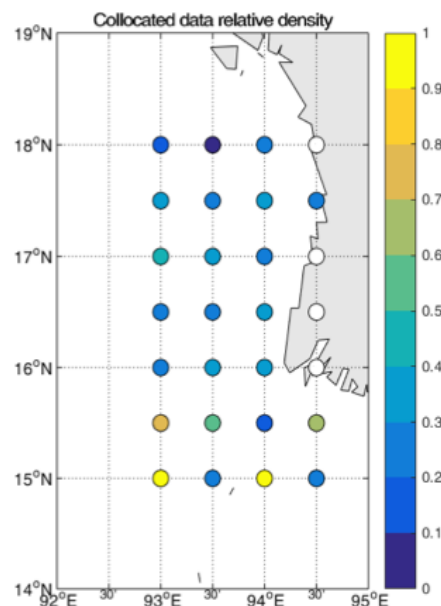 Collocated data relative density
19°N
18°N
17°N
16°N
15°N
14°N
92°E
30'
93°E
30'
94°E
30'
95°E
1
0.9
0.8
0.7
0.6
0.5
0.4
0.3
0.2
0.1
0